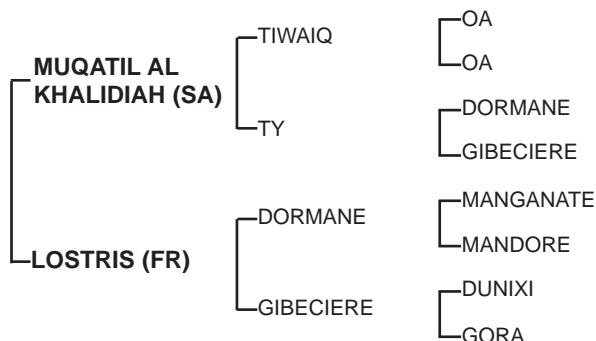 OA
TIWAIQ
OA
MUQATIL AL
KHALIDIAH (SA)
DORMANE
TY
GIBECIERE
MANGANATE
DORMANE
MANDORE
LOSTRIS (FR)
DUNIXI
GIBECIERE
GORA